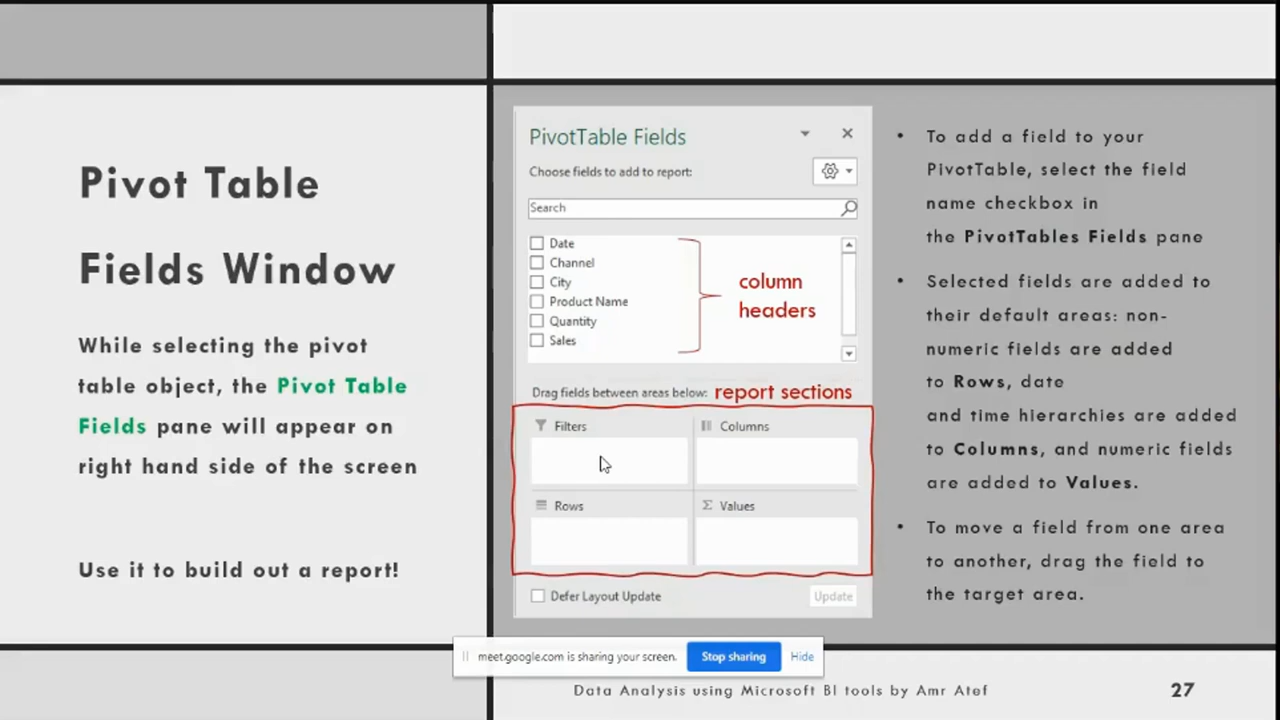 Pivot Table
Fields Window
While selecting the pivot
table object, the Pivot Table
Fields pane will appear on
right hand side of the screen
Use it to build out a report!
PivotTable Fields
Choose fields to add to report:
Search
Date
Channel
City
Product Name
Quantity
Sales
column
headers
Drag fields between areas below:
report sections
Filters
Columns
Rows
Values
Defer Layout Update
Update
• To add a field to your
PivotTable, select the field
name checkbox in
the PivotTables Fields pane
• Selected fields are added to
their default areas: non-
numeric fields are added
to Rows, date
and time hierarchies are added
to Columns, and numeric fields
are added to Values.
• To move a field from one area
to another, drag the field to
the target area.
meet.google.com is sharing your screen.
Stop sharing
Hide
Data Analysis using Microsoft BI tools by Amr Atef
27